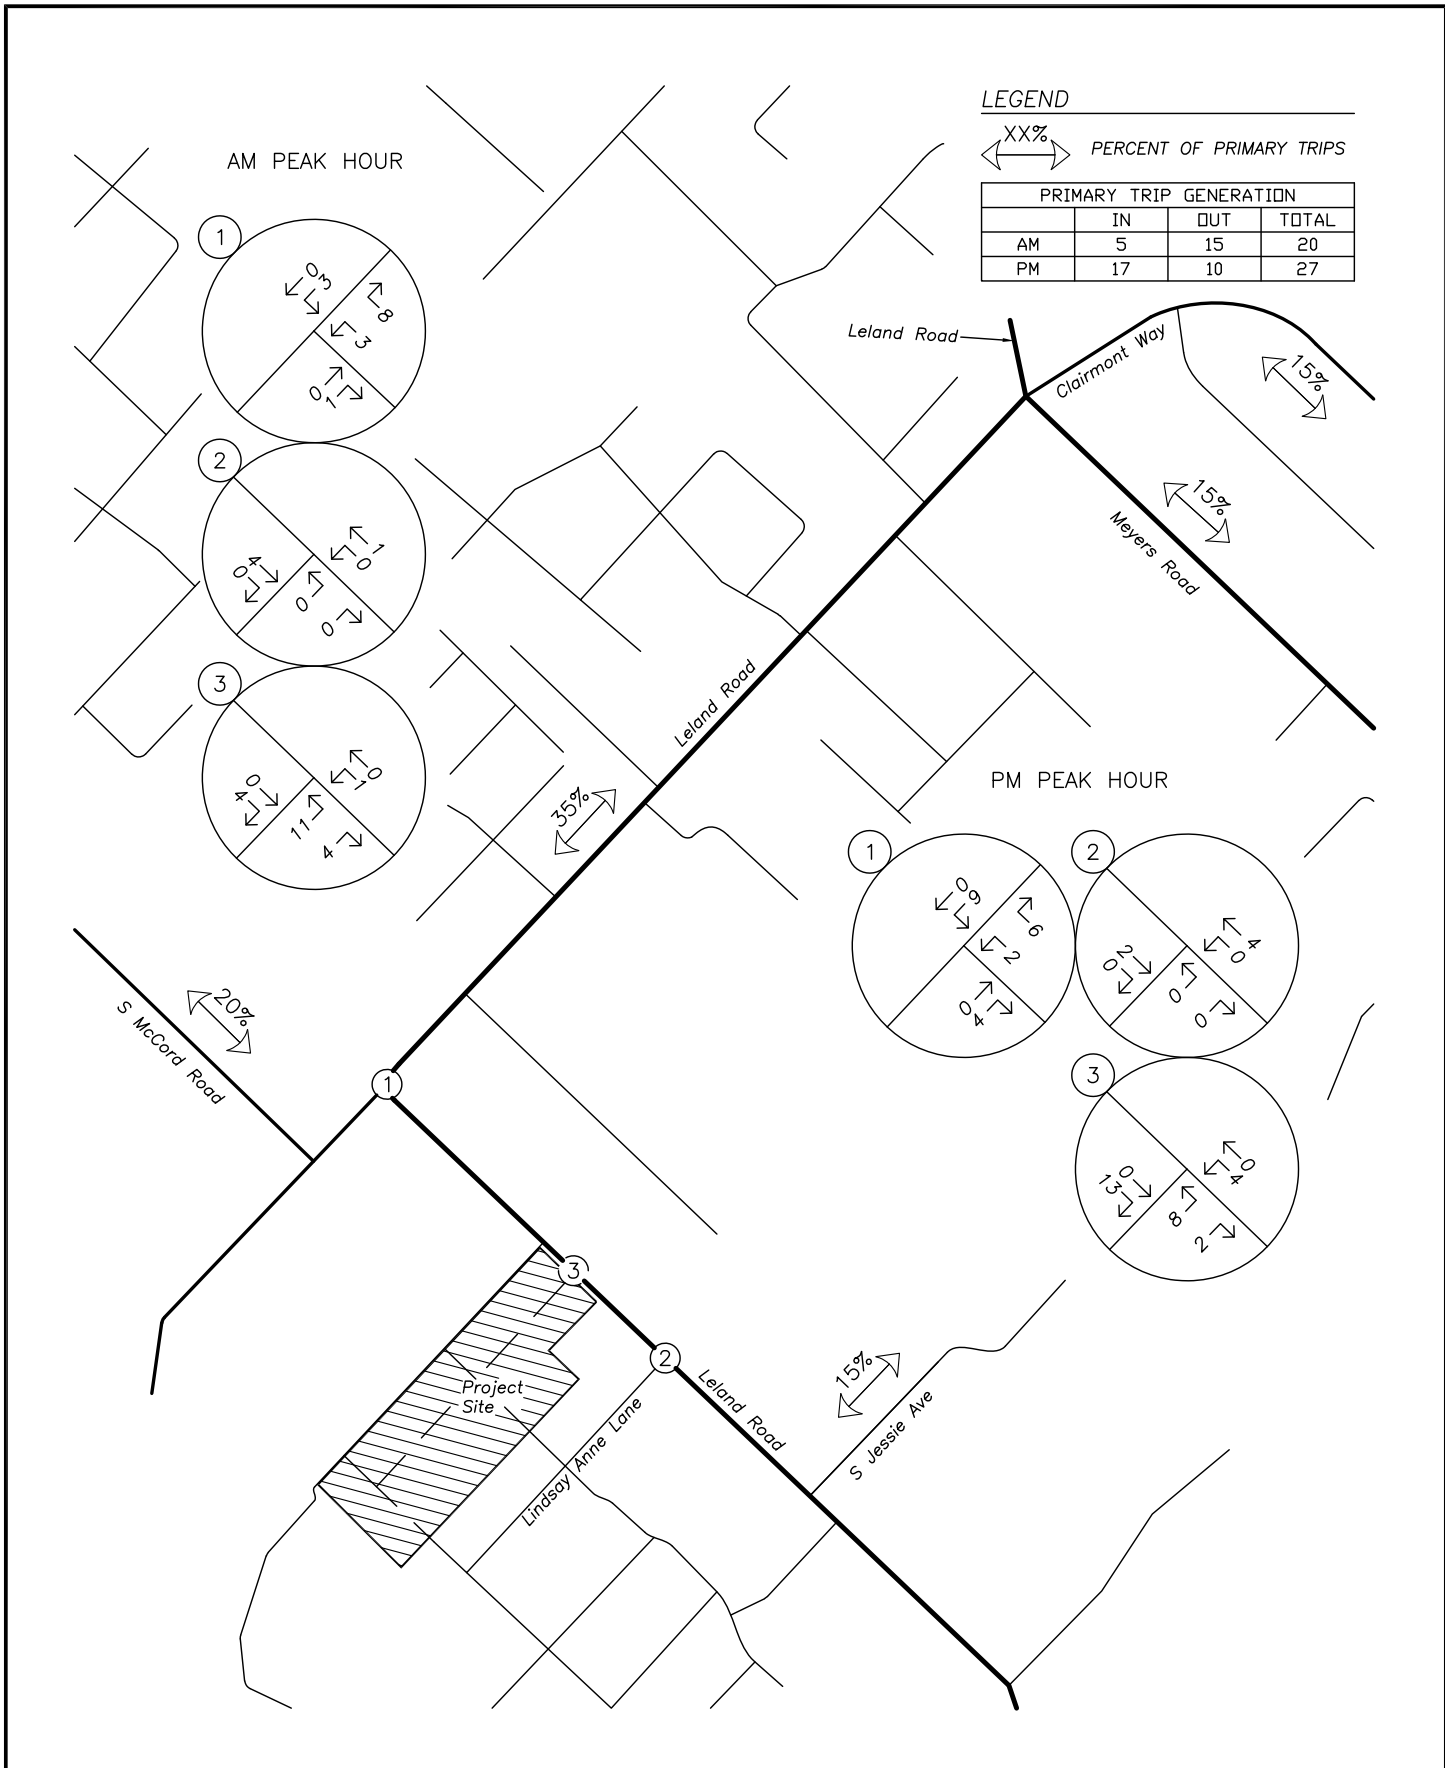 LEGEND
XX%
PERCENT OF PRIMARY TRIPS
PRIMARY TRIP GENERATION
IN OUT TOTAL
AM 5 15 20
PM 17 10 27
AM PEAK HOUR
1
0
3
8
3
0
1
2
4
0
1
0
0
0
3
0
4
0
1
11
4
Leland Road
Clairmont Way
15%
15%
Meyers Road
Leland Road
35%
PM PEAK HOUR
1
0
9
6
2
0
4
2
2
0
4
0
0
0
3
0
13
0
4
8
2
20%
S McCord Road
1
3
2
Project
Site
Lindsay Anne Lane
Leland Road
15%
S Jessie Ave